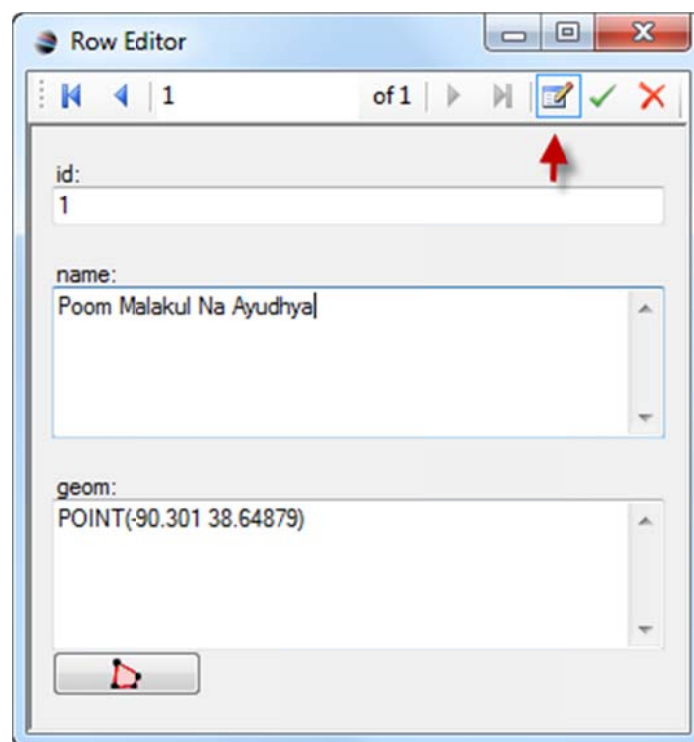 Row Editor
1 of 1
id:
1
name:
Poom Malakul Na Ayudhya
geom:
POINT(-90.301 38.64879)